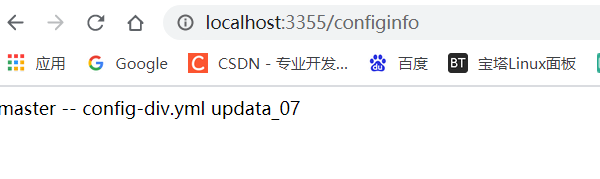 localhost:3355/configinfo
应用 Google C CSDN - 专业开发... du 百度 BT 宝塔Linux面板
master -- config-div.yml updata_07